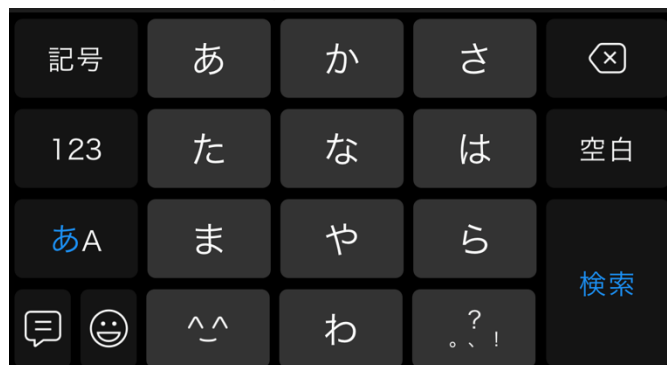 記号 あ か さ
123 た な は 空白
あA ま や ら 検索
^_^ わ 。、?!